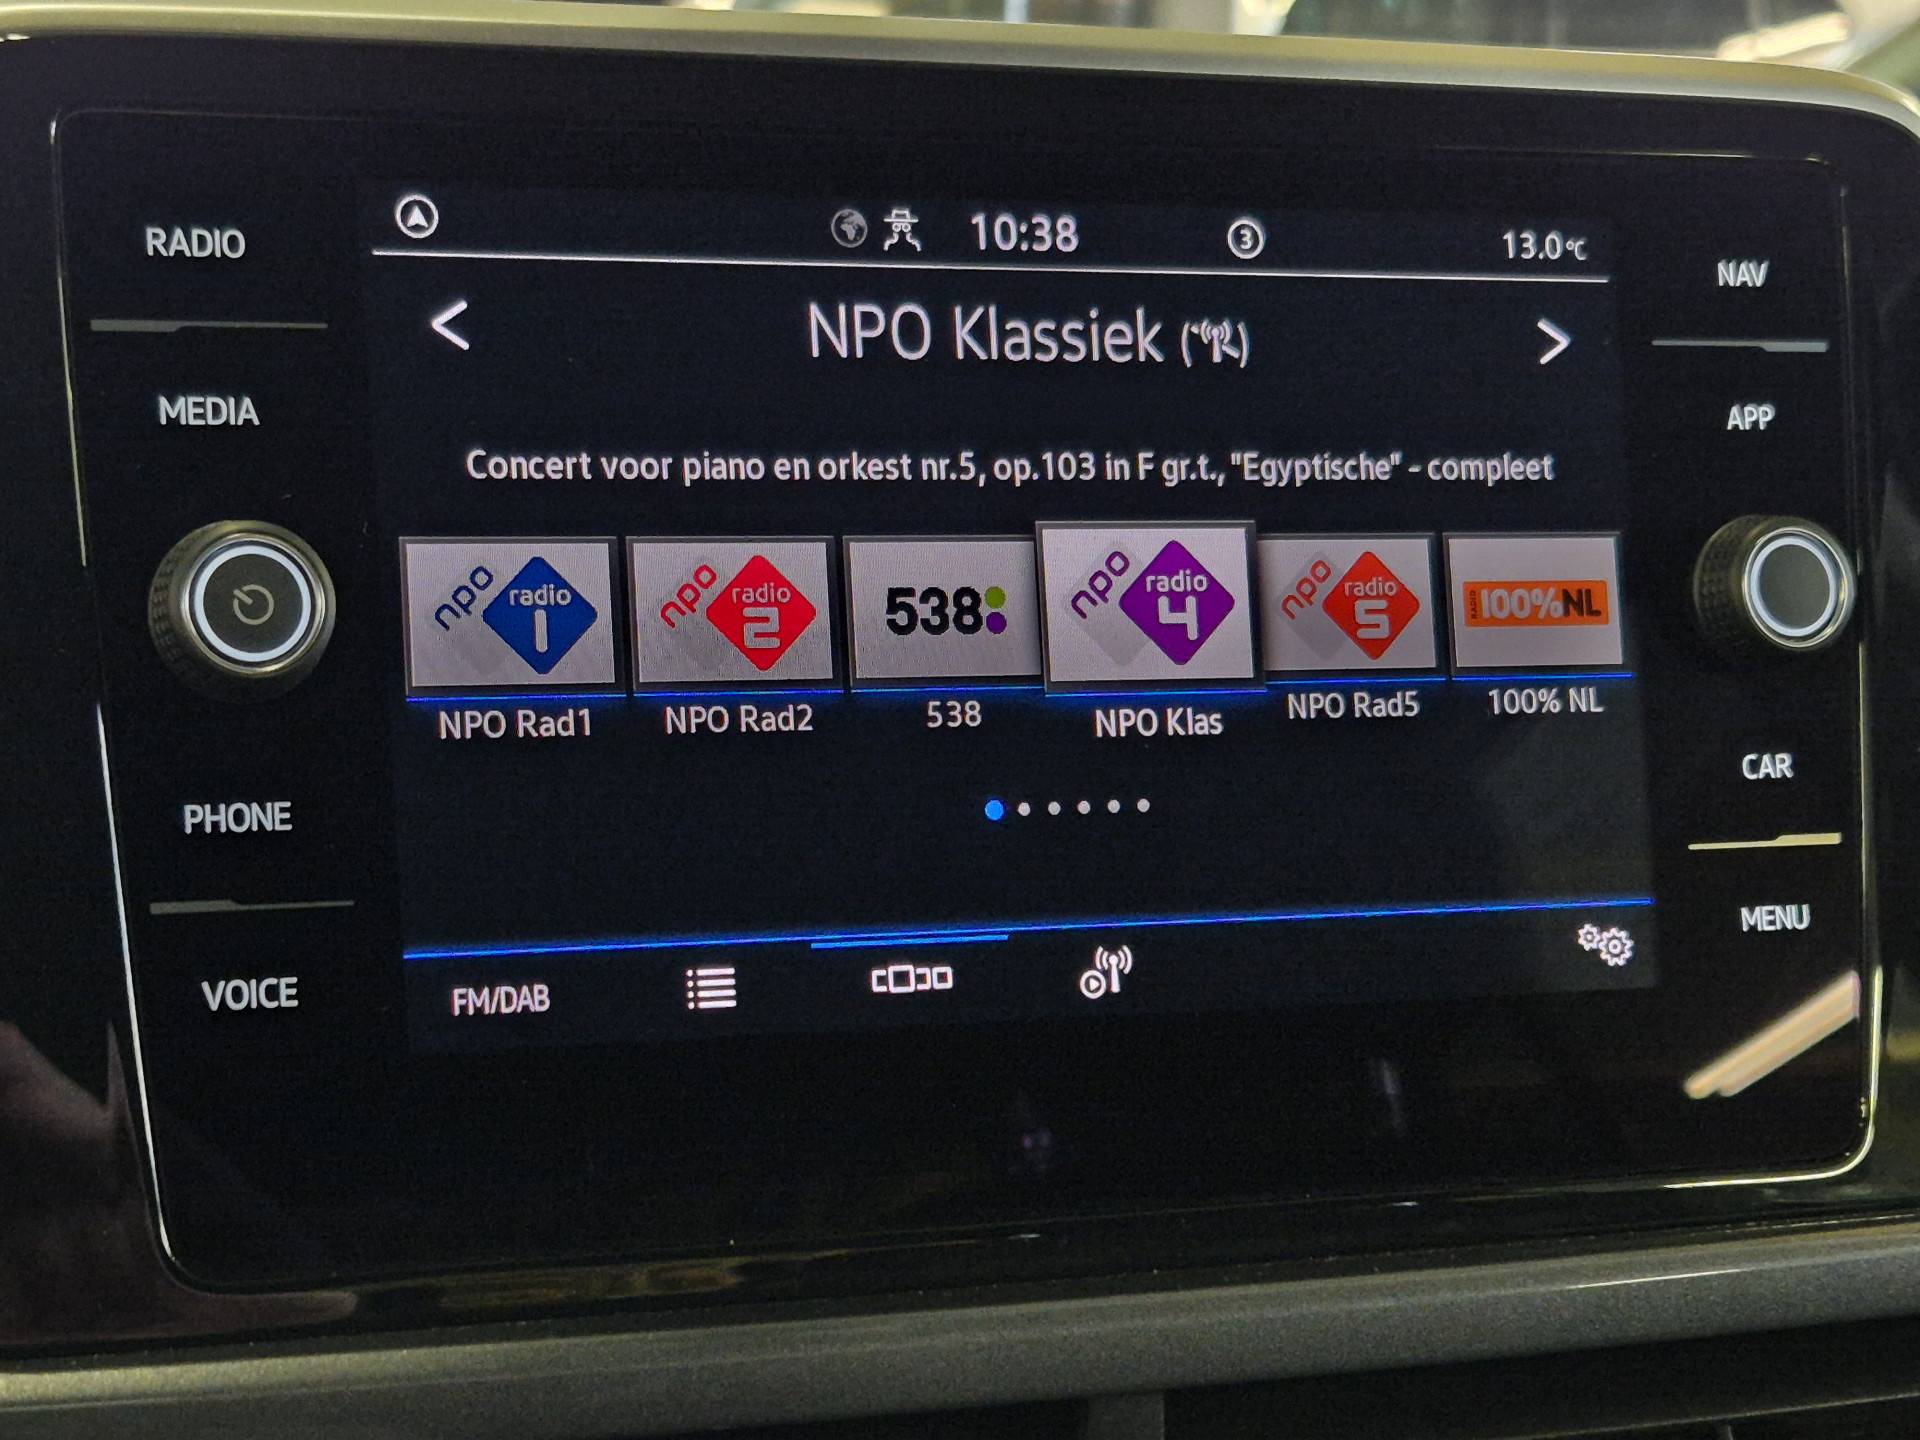 RADIO
MEDIA
PHONE
VOICE
10:38
3
13.0°C
NPO Klassiek
Concert voor piano en orkest nr.5, op.103 in F gr.t., "Egyptische" - compleet
npo radio 1
npo radio 2
538
npo radio 4
npo radio 5
RADIO 100%NL
NPO Rad1
NPO Rad2
538
NPO Klas
NPO Rad5
100% NL
FM/DAB
NAV
APP
CAR
MENU